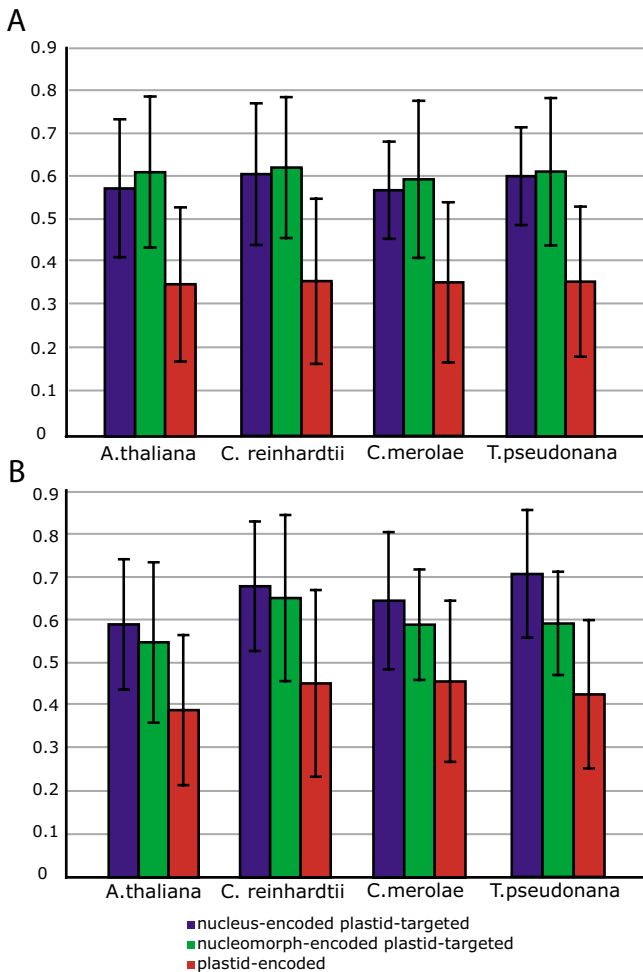 A
0.9
0.8
0.7
0.6
0.5
0.4
0.3
0.2
0.1
0
A.thaliana C. reinhardtii C.merolae T.pseudonana
B
0.9
0.8
0.7
0.6
0.5
0.4
0.3
0.2
0.1
0
A.thaliana C. reinhardtii C.merolae T.pseudonana
nucleus-encoded plastid-targeted
nucleomorph-encoded plastid-targeted
plastid-encoded